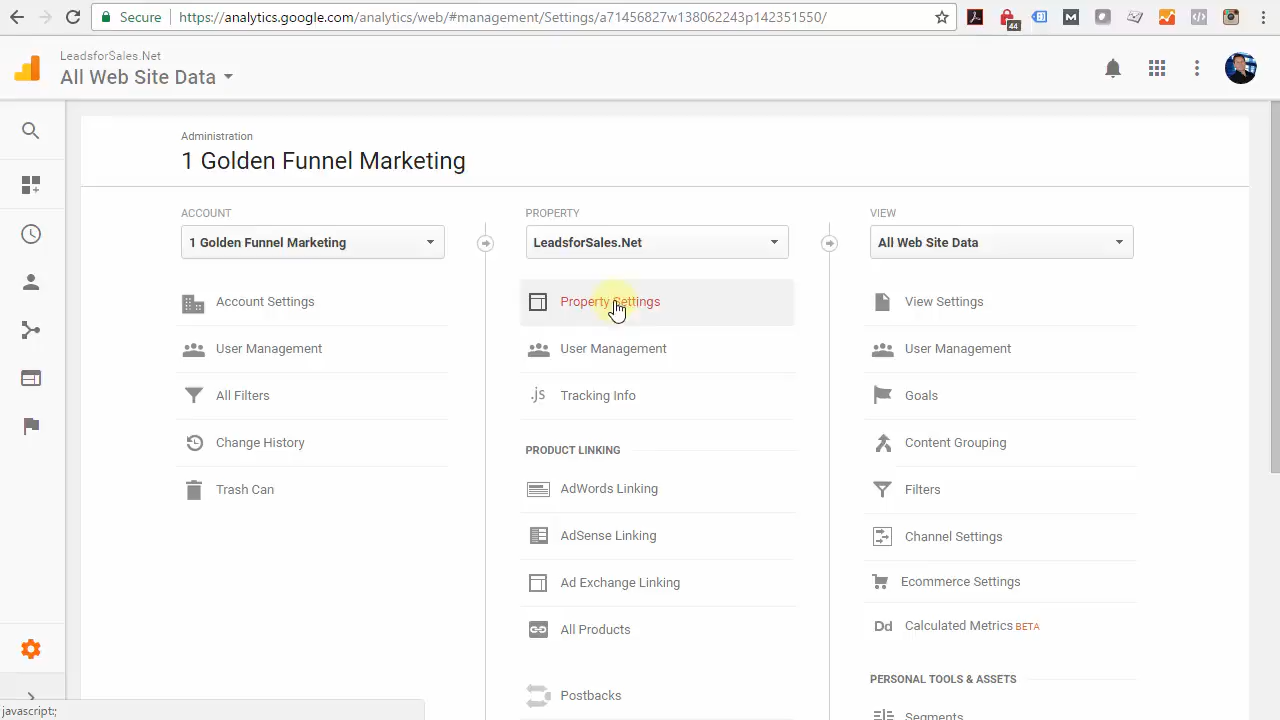 Secure
https://analytics.google.com/analytics/web/#management/Settings/a71456827w138062243p142351550/
44
LeadsforSales.Net
All Web Site Data
Administration
1 Golden Funnel Marketing
ACCOUNT
1 Golden Funnel Marketing
Account Settings
User Management
All Filters
Change History
Trash Can
PROPERTY
LeadsforSales.Net
Property Settings
User Management
.js Tracking Info
PRODUCT LINKING
AdWords Linking
AdSense Linking
Ad Exchange Linking
All Products
Postbacks
VIEW
All Web Site Data
View Settings
User Management
Goals
Content Grouping
Filters
Channel Settings
Ecommerce Settings
Dd Calculated Metrics BETA
PERSONAL TOOLS & ASSETS
Segments
javascript:;